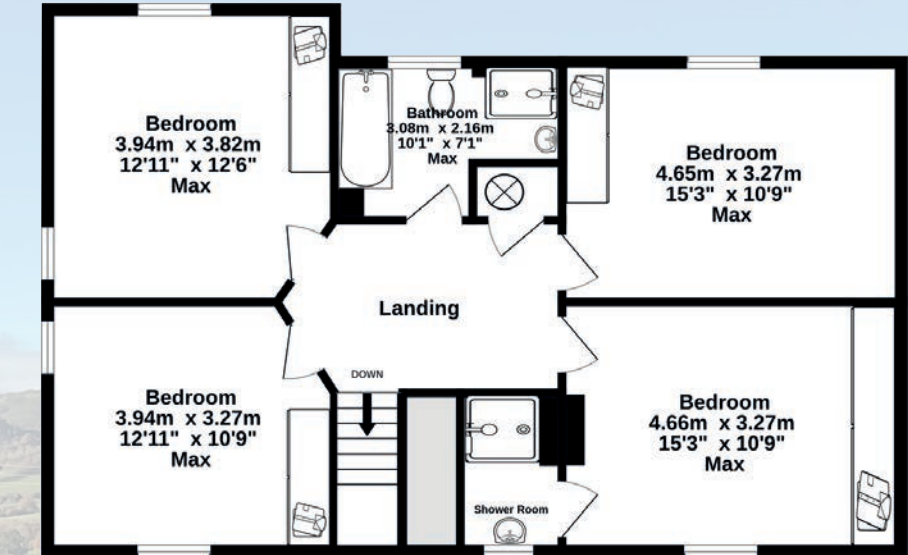 Bedroom
3.94m x 3.82m
12'11" x 12'6"
Max
Bathroom
3.08m x 2.16m
10'1" x 7'1"
Max
Bedroom
4.65m x 3.27m
15'3" x 10'9"
Max
Landing
DOWN
Bedroom
3.94m x 3.27m
12'11" x 10'9"
Max
Bedroom
4.66m x 3.27m
15'3" x 10'9"
Max
Shower Room